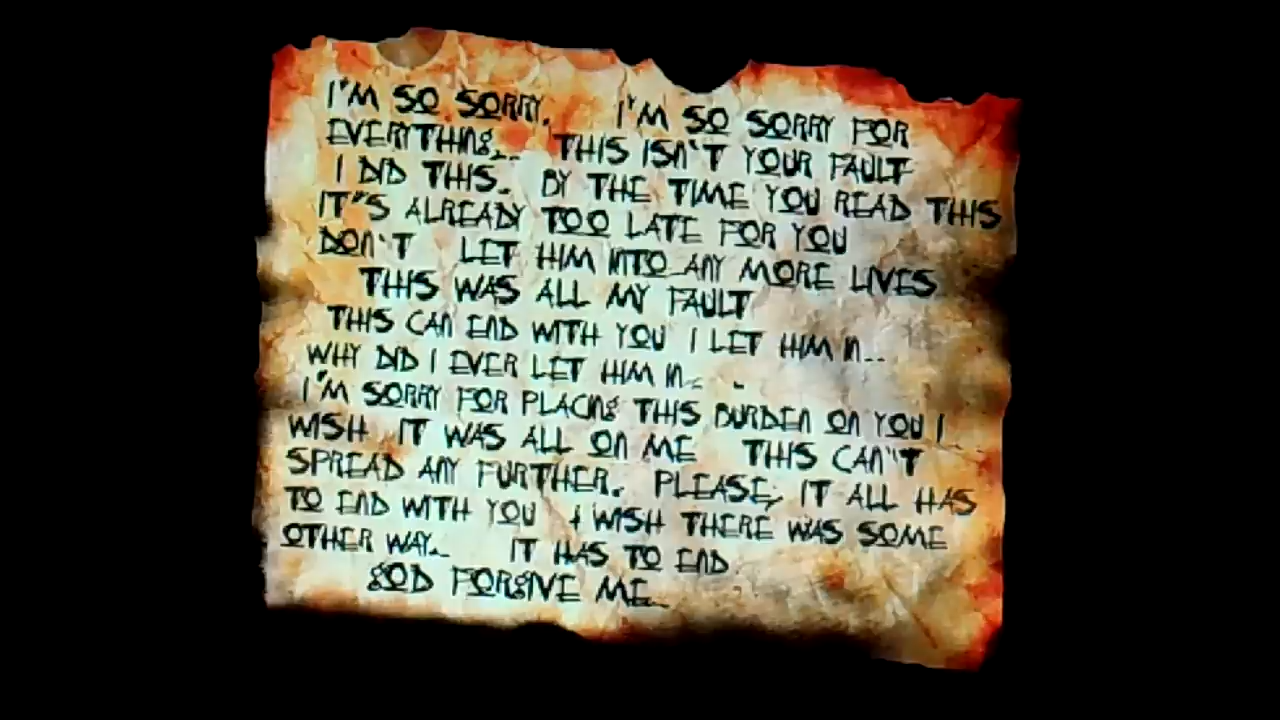 I'M SO SORRY. I'M SO SORRY FOR
EVERYTHING... THIS ISN'T YOUR FAULT
I DID THIS. BY THE TIME YOU READ THIS
IT"S ALREADY TOO LATE FOR YOU
DON'T LET HIM INTO ANY MORE LIVES
THIS WAS ALL MY FAULT
THIS CAN END WITH YOU I LET HIM IN...
WHY DID I EVER LET HIM IN...
I'M SORRY FOR PLACING THIS BURDEN ON YOU I
WISH IT WAS ALL ON ME THIS CAN"T
SPREAD ANY FURTHER. PLEASE, IT ALL HAS
TO END WITH YOU I WISH THERE WAS SOME
OTHER WAY... IT HAS TO END
GOD FORGIVE ME...